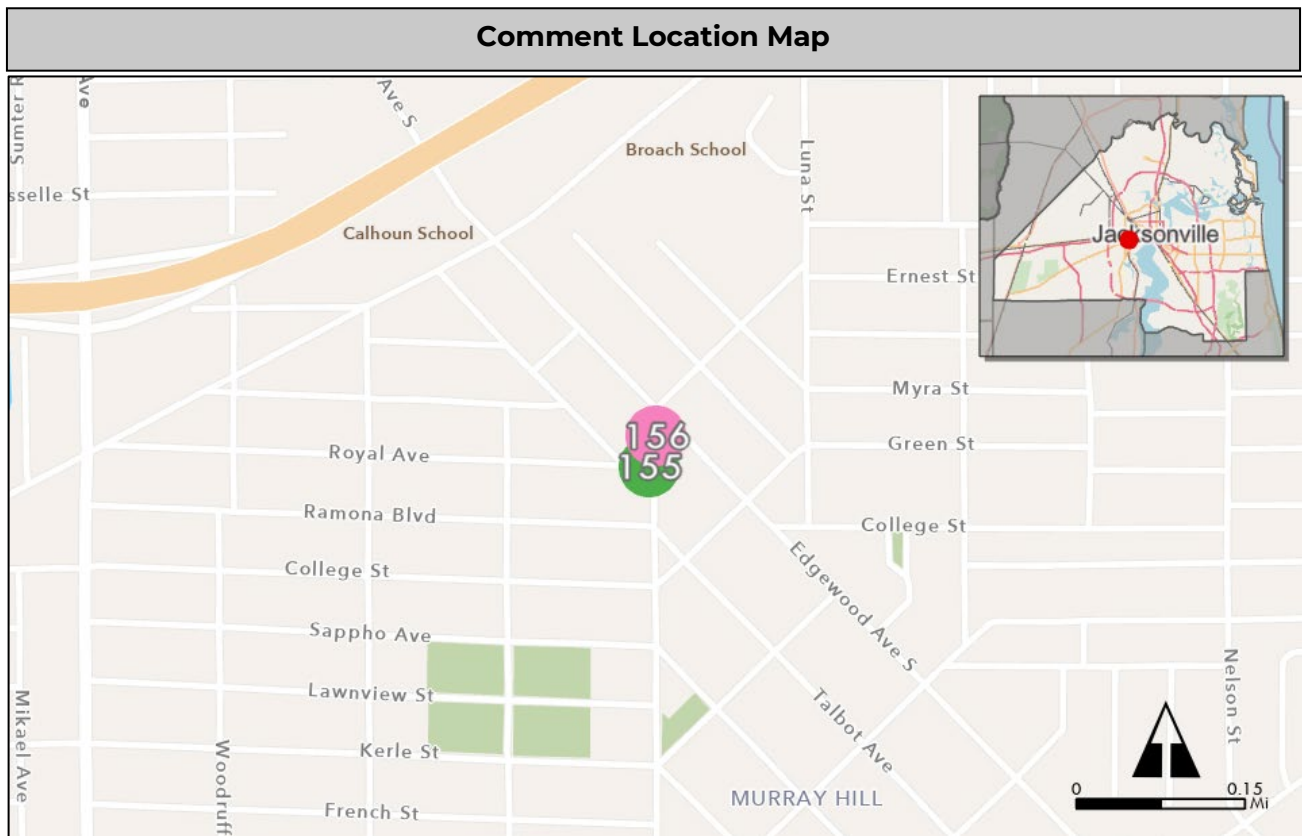 Comment Location Map
Sumter R
Ave
Ave S
Broach School
Luna St
sselle St
Calhoun School
Jacksonville
Ernest St
Myra St
156
Green St
Royal Ave
155
Ramona Blvd
College St
College St
Edgewood Ave S
Sappho Ave
Lawnview St
Talbot Ave
Nelson St
Mikael Ave
Woodruff
Kerle St
MURRAY HILL
0 0.15
Mi
French St